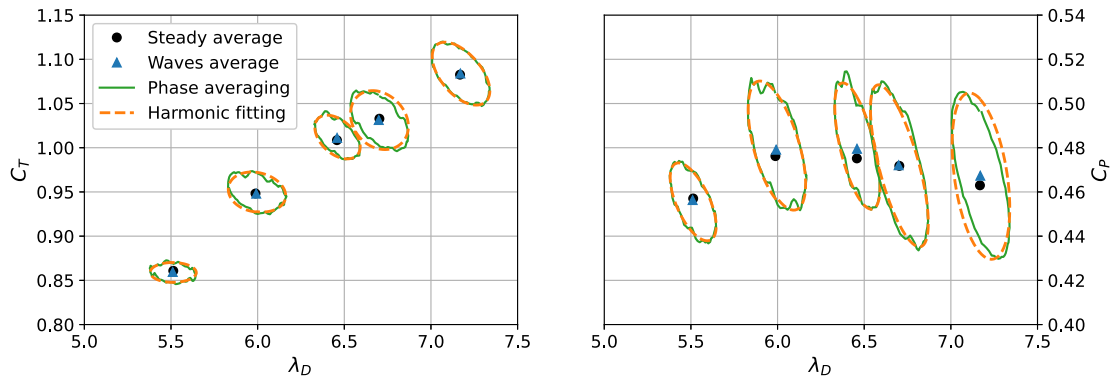 1.15
1.10
1.05
1.00
0.95
0.90
0.85
0.80
C_T
Steady average
Waves average
Phase averaging
Harmonic fitting
5.0 5.5 6.0 6.5 7.0 7.5
λ_D
0.54
0.52
0.50
0.48
0.46
0.44
0.42
0.40
C_P
5.0 5.5 6.0 6.5 7.0 7.5
λ_D